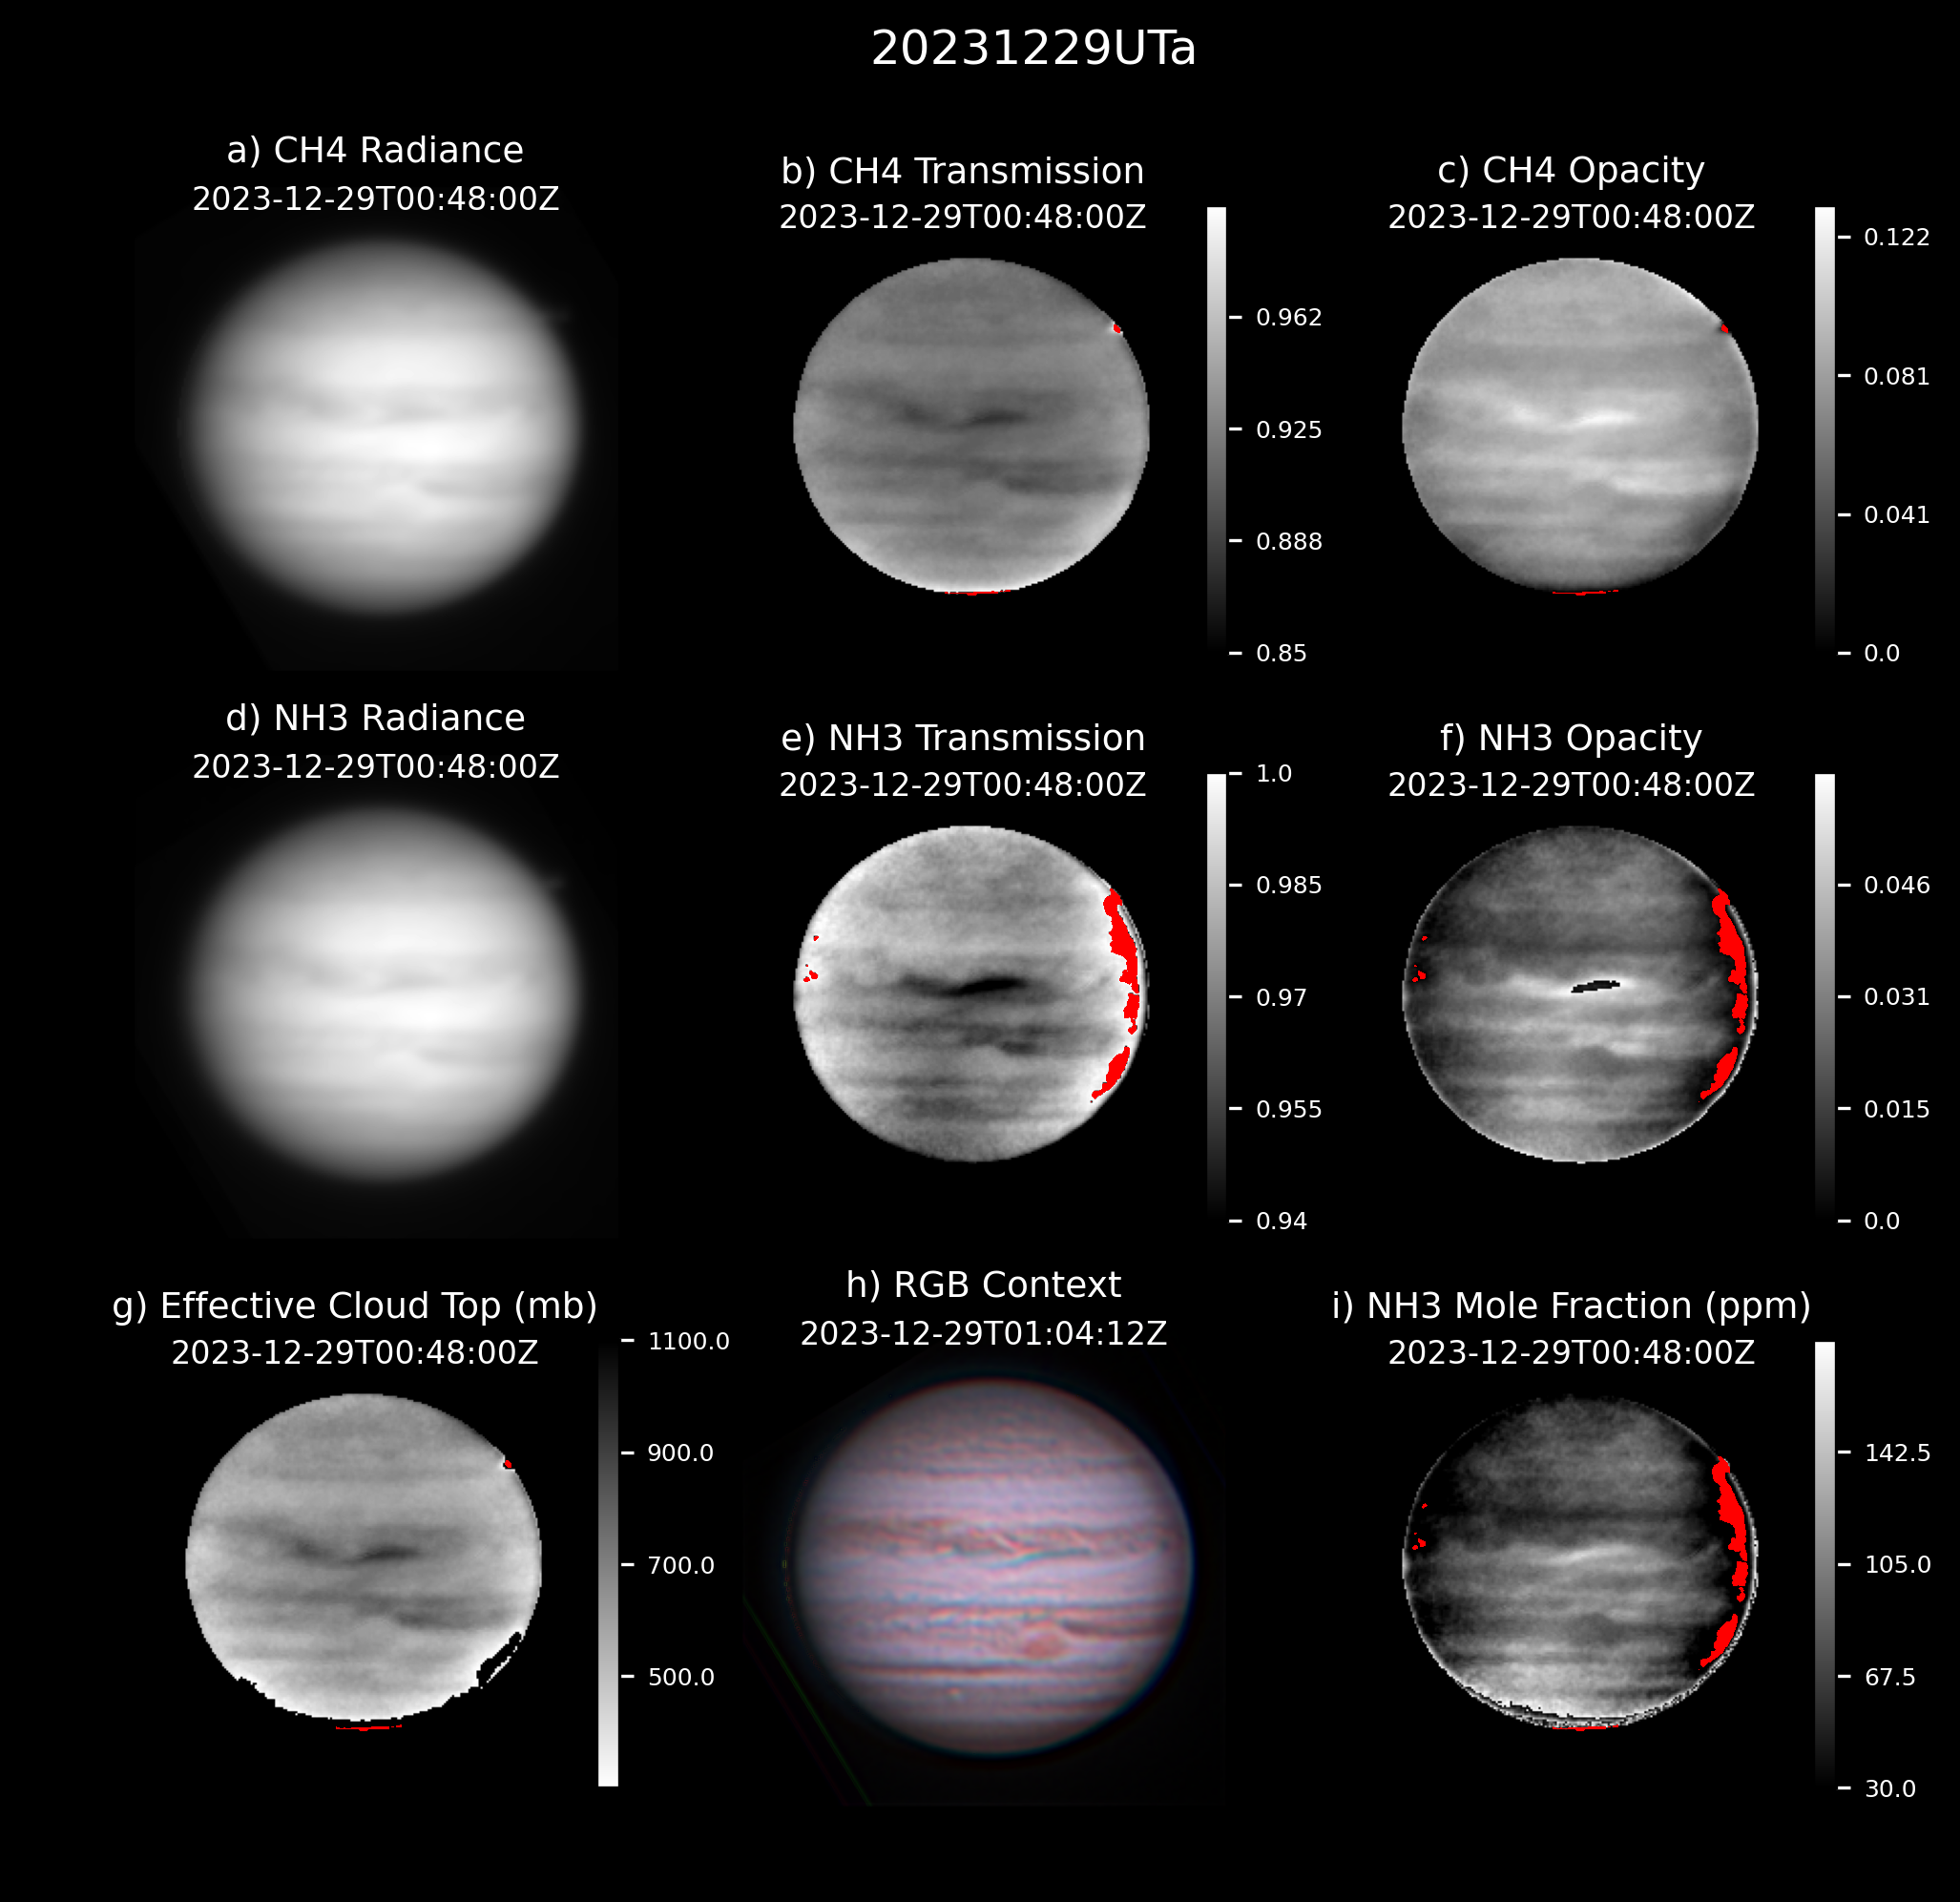 20231229UTa
a) CH4 Radiance
2023-12-29T00:48:00Z
b) CH4 Transmission
2023-12-29T00:48:00Z
0.962
0.925
0.888
0.85
c) CH4 Opacity
2023-12-29T00:48:00Z
0.122
0.081
0.041
0.0
d) NH3 Radiance
2023-12-29T00:48:00Z
e) NH3 Transmission
2023-12-29T00:48:00Z
1.0
0.985
0.97
0.955
0.94
f) NH3 Opacity
2023-12-29T00:48:00Z
0.046
0.031
0.015
0.0
g) Effective Cloud Top (mb)
2023-12-29T00:48:00Z
1100.0
900.0
700.0
500.0
h) RGB Context
2023-12-29T01:04:12Z
i) NH3 Mole Fraction (ppm)
2023-12-29T00:48:00Z
142.5
105.0
67.5
30.0